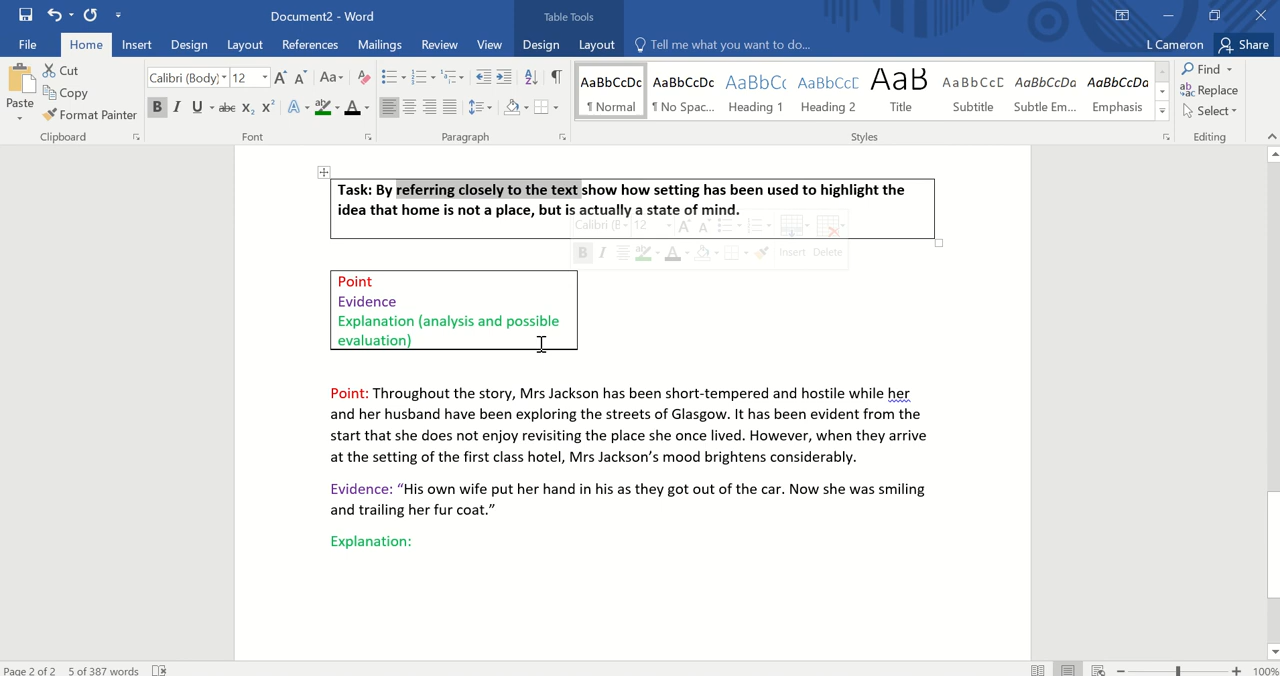 Document2 - Word
Table Tools
File Home Insert Design Layout References Mailings Review View Design Layout Tell me what you want to do... L Cameron Share
Paste Cut Copy Format Painter
Calibri (Body) 12
AaBbCcDc AaBbCcDc AaBbC( AaBbCcE AaB AaBbCcD AaBbCcDa AaBbCcDa
¶ Normal ¶ No Spac... Heading 1 Heading 2 Title Subtitle Subtle Em... Emphasis
Find
Replace
Select
Clipboard Font Paragraph Styles Editing
Task: By referring closely to the text show how setting has been used to highlight the
idea that home is not a place, but is actually a state of mind.
Calibri (E 12
Insert Delete
Point
Evidence
Explanation (analysis and possible
evaluation)
Point: Throughout the story, Mrs Jackson has been short-tempered and hostile while her
and her husband have been exploring the streets of Glasgow. It has been evident from the
start that she does not enjoy revisiting the place she once lived. However, when they arrive
at the setting of the first class hotel, Mrs Jackson’s mood brightens considerably.
Evidence: “His own wife put her hand in his as they got out of the car. Now she was smiling
and trailing her fur coat.”
Explanation:
Page 2 of 2 5 of 387 words 100%